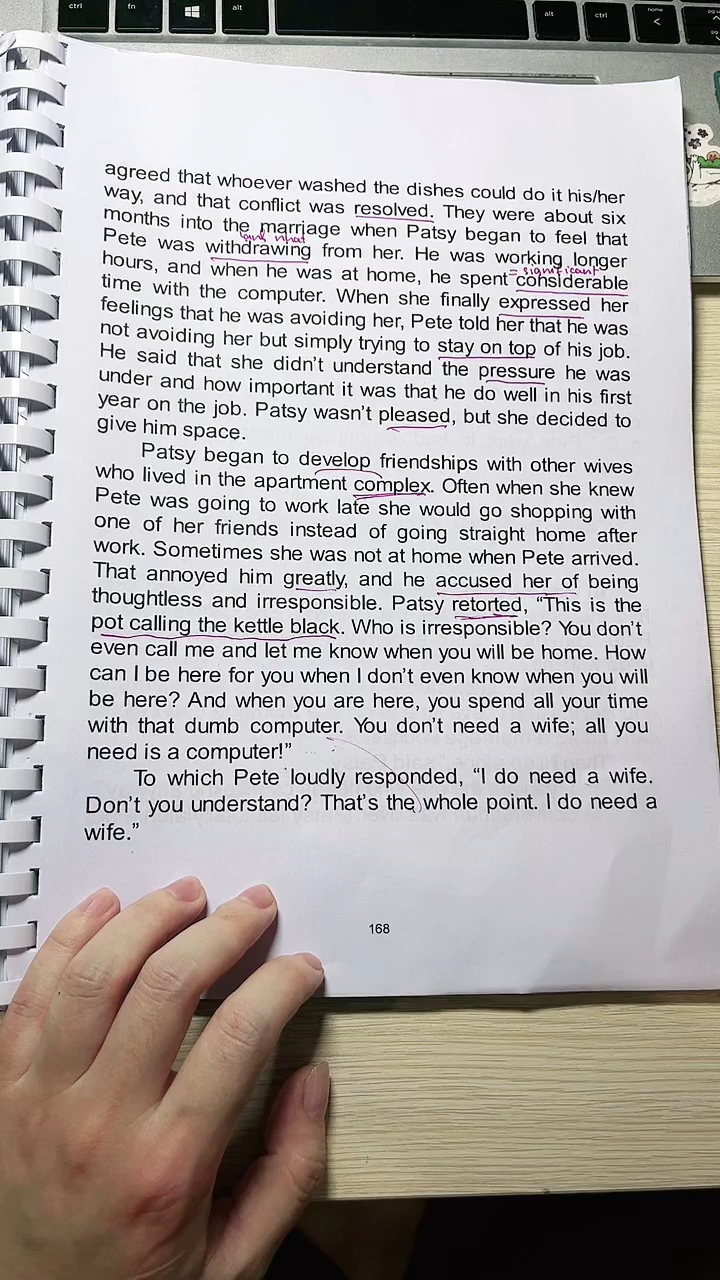 ctrl
fn
alt
alt
ctrl
home
agreed that whoever washed the dishes could do it his/her
way, and that conflict was resolved. They were about six
months into the marriage when Patsy began to feel that
Pete was withdrawing from her. He was working longer
= significant
hours, and when he was at home, he spent considerable
time with the computer. When she finally expressed her
feelings that he was avoiding her, Pete told her that he was
not avoiding her but simply trying to stay on top of his job.
He said that she didn’t understand the pressure he was
under and how important it was that he do well in his first
year on the job. Patsy wasn’t pleased, but she decided to
give him space.
Patsy began to develop friendships with other wives
who lived in the apartment complex. Often when she knew
Pete was going to work late she would go shopping with
one of her friends instead of going straight home after
work. Sometimes she was not at home when Pete arrived.
That annoyed him greatly, and he accused her of being
thoughtless and irresponsible. Patsy retorted, “This is the
pot calling the kettle black. Who is irresponsible? You don’t
even call me and let me know when you will be home. How
can I be here for you when I don’t even know when you will
be here? And when you are here, you spend all your time
with that dumb computer. You don’t need a wife; all you
need is a computer!”
To which Pete loudly responded, “I do need a wife.
Don’t you understand? That’s the whole point. I do need a
wife.”
168